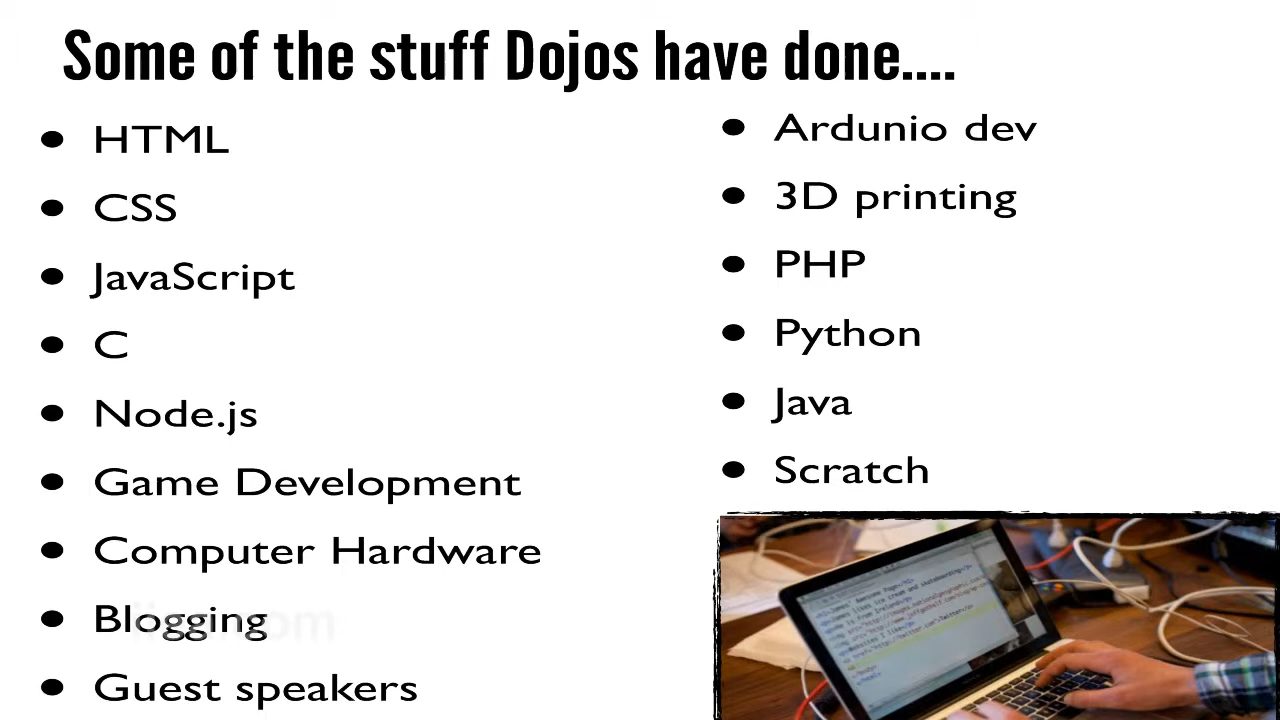 Some of the stuff Dojos have done....
• HTML
• CSS
• JavaScript
• C
• Node.js
• Game Development
• Computer Hardware
• Blogging
• Guest speakers
• Ardunio dev
• 3D printing
• PHP
• Python
• Java
• Scratch